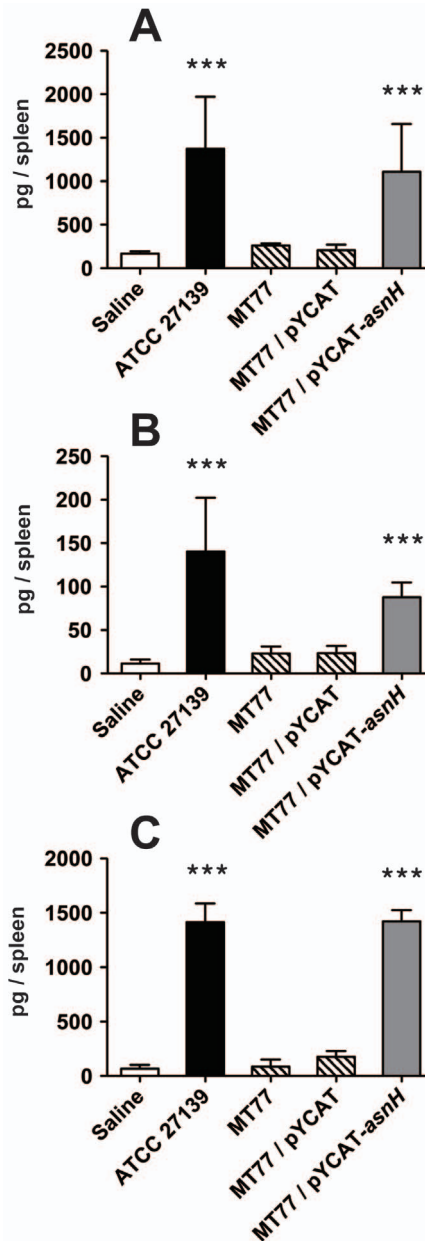 A
pg / spleen
2500
2000
1500
1000
500
0
***
***
Saline
ATCC 27139
MT77
MT77 / pYCAT
MT77 / pYCAT-asnH
B
pg / spleen
250
200
150
100
50
0
***
***
Saline
ATCC 27139
MT77
MT77 / pYCAT
MT77 / pYCAT-asnH
C
pg / spleen
2000
1500
1000
500
0
***
***
Saline
ATCC 27139
MT77
MT77 / pYCAT
MT77 / pYCAT-asnH